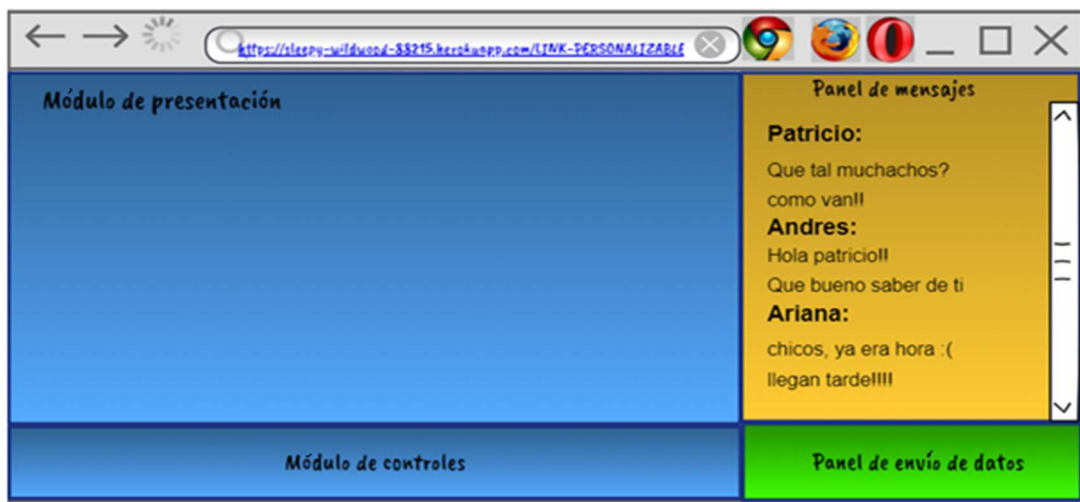 https://sleepy-wildwood-88215.herokuapp.com/LINK-PERSONALIZABLE
Módulo de presentación
Panel de mensajes
Patricio:
Que tal muchachos?
como van!!
Andres:
Hola patricio!!
Que bueno saber de ti
Ariana:
chicos, ya era hora :(
llegan tarde!!!!
Módulo de controles
Panel de envío de datos